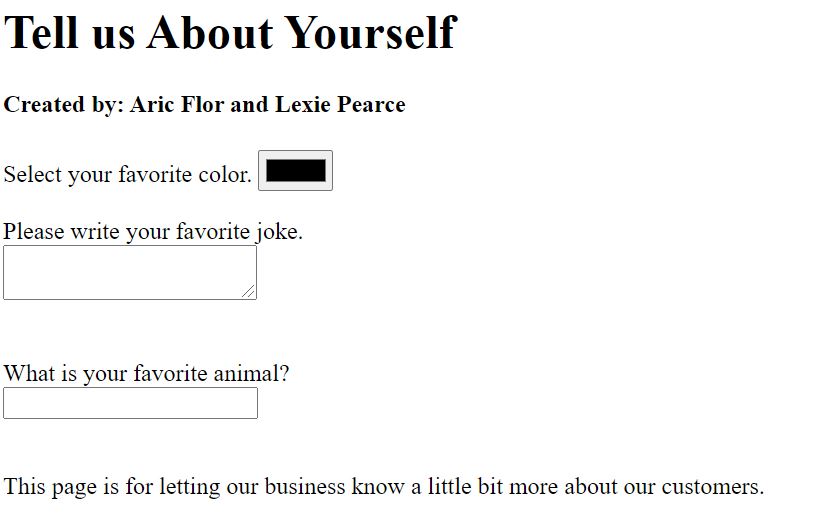 Tell us About Yourself
Created by: Aric Flor and Lexie Pearce
Select your favorite color.
Please write your favorite joke.
What is your favorite animal?
This page is for letting our business know a little bit more about our customers.